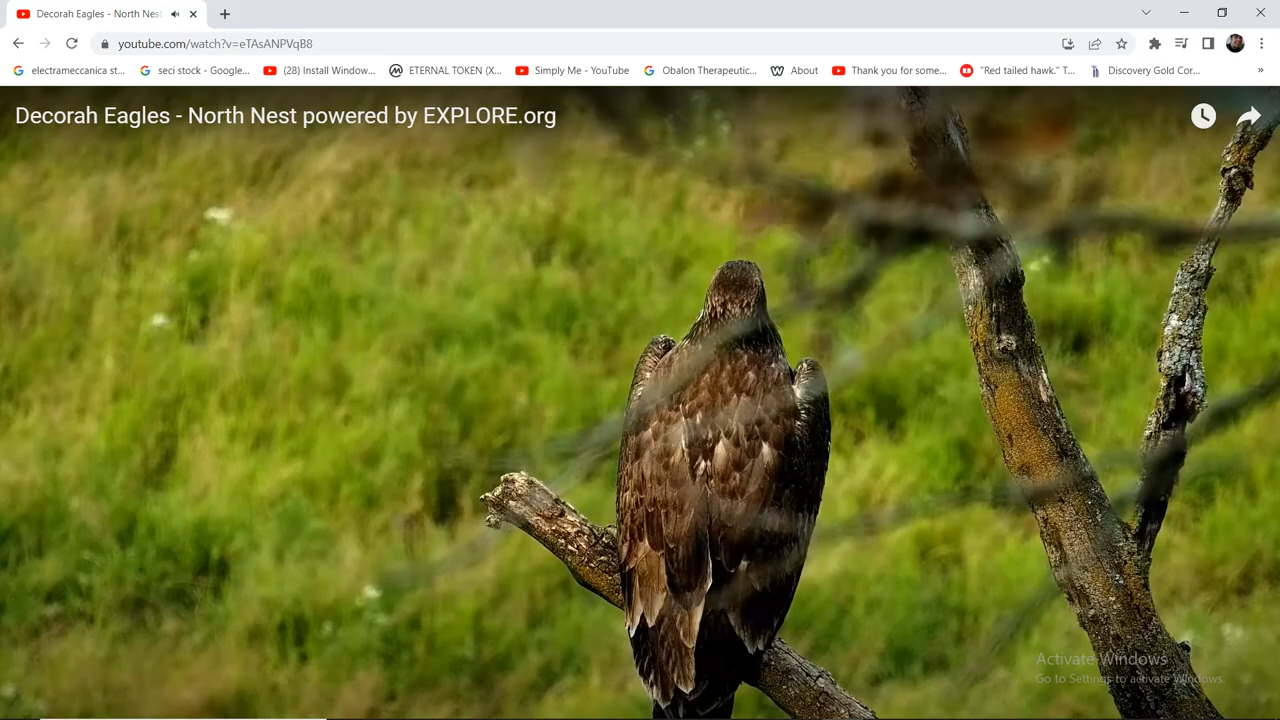 Decorah Eagles - North Nest
youtube.com/watch?v=eTAsANPVqB8
electrameccanica st...
seci stock - Google...
(28) Install Window...
ETERNAL TOKEN (X...
Simply Me - YouTube
Obalon Therapeutic...
About
Thank you for some...
"Red tailed hawk." T...
Discovery Gold Cor...
»
Decorah Eagles - North Nest powered by EXPLORE.org
Activate Windows
Go to Settings to activate Windows.